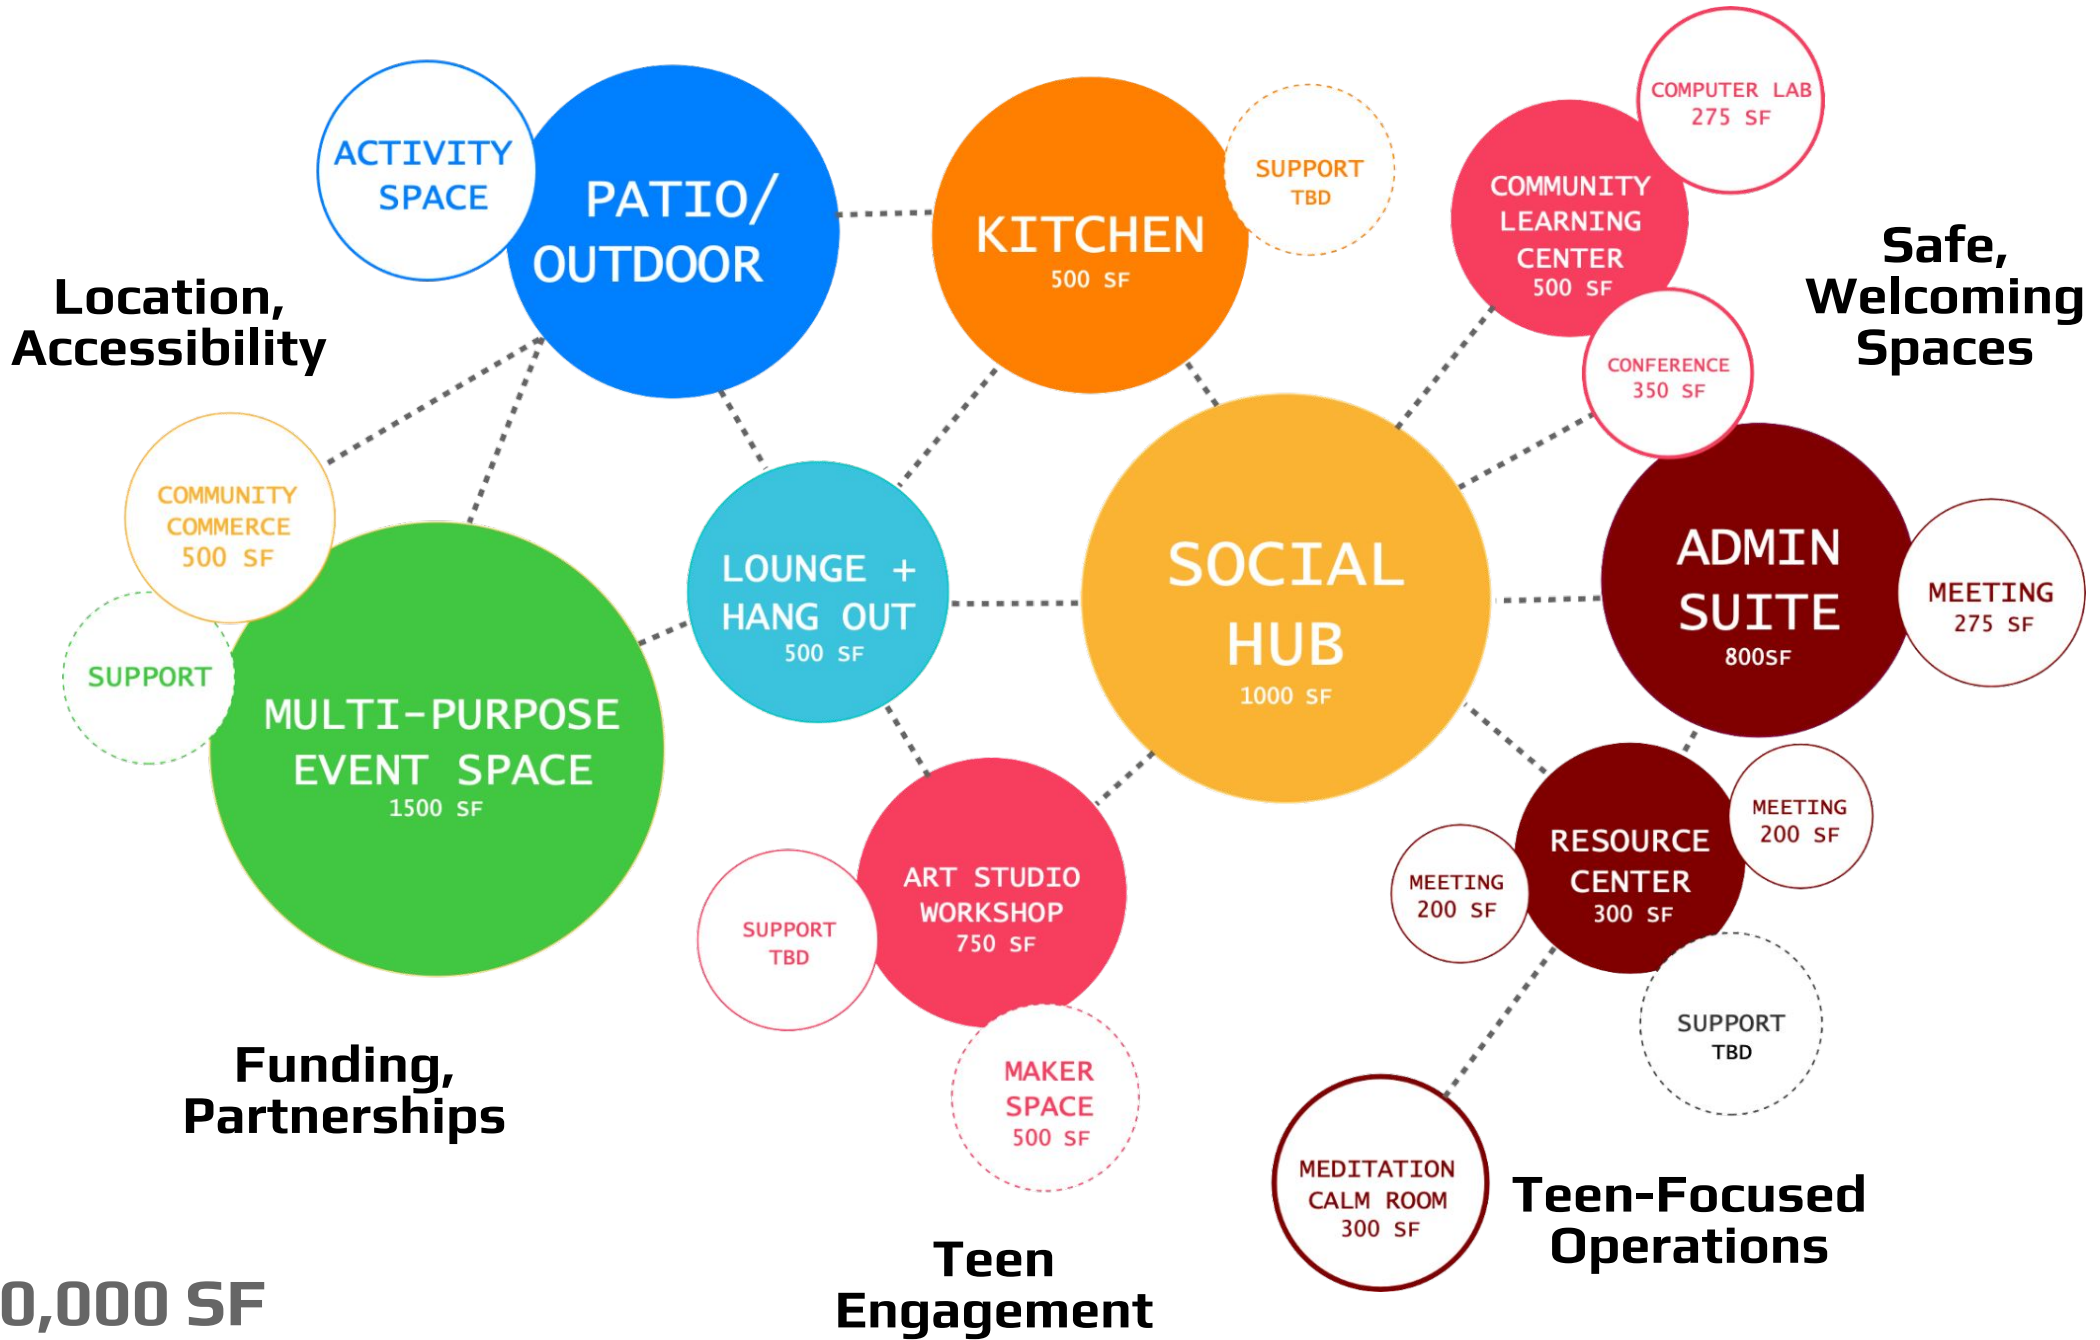 COMPUTER LAB
275 SF
ACTIVITY
SPACE
PATIO/
OUTDOOR
KITCHEN
500 SF
SUPPORT
TBD
COMMUNITY
LEARNING
CENTER
500 SF
Safe,
Welcoming
Spaces
Location,
Accessibility
CONFERENCE
350 SF
COMMUNITY
COMMERCE
500 SF
SUPPORT
MULTI-PURPOSE
EVENT SPACE
1500 SF
LOUNGE +
HANG OUT
500 SF
SOCIAL
HUB
1000 SF
ADMIN
SUITE
800SF
MEETING
275 SF
MEETING
200 SF
RESOURCE
CENTER
300 SF
MEETING
200 SF
ART STUDIO
WORKSHOP
750 SF
SUPPORT
TBD
MAKER
SPACE
500 SF
SUPPORT
TBD
Funding,
Partnerships
MEDITATION
CALM ROOM
300 SF
Teen-Focused
Operations
Teen
Engagement
0,000 SF